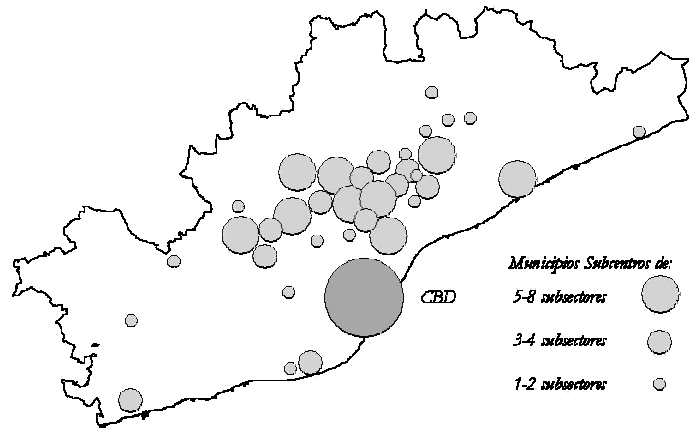 CBD
Municipios Subcentros de:
5-8 subsectores
3-4 subsectores
1-2 subsectores